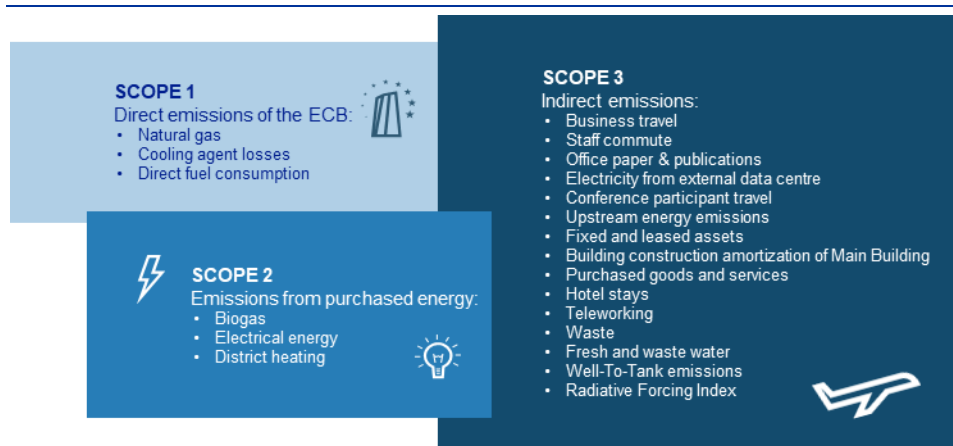 SCOPE 1
Direct emissions of the ECB:
• Natural gas
• Cooling agent losses
• Direct fuel consumption
SCOPE 2
Emissions from purchased energy:
• Biogas
• Electrical energy
• District heating
SCOPE 3
Indirect emissions:
• Business travel
• Staff commute
• Office paper & publications
• Electricity from external data centre
• Conference participant travel
• Upstream energy emissions
• Fixed and leased assets
• Building construction amortization of Main Building
• Purchased goods and services
• Hotel stays
• Teleworking
• Waste
• Fresh and waste water
• Well-To-Tank emissions
• Radiative Forcing Index